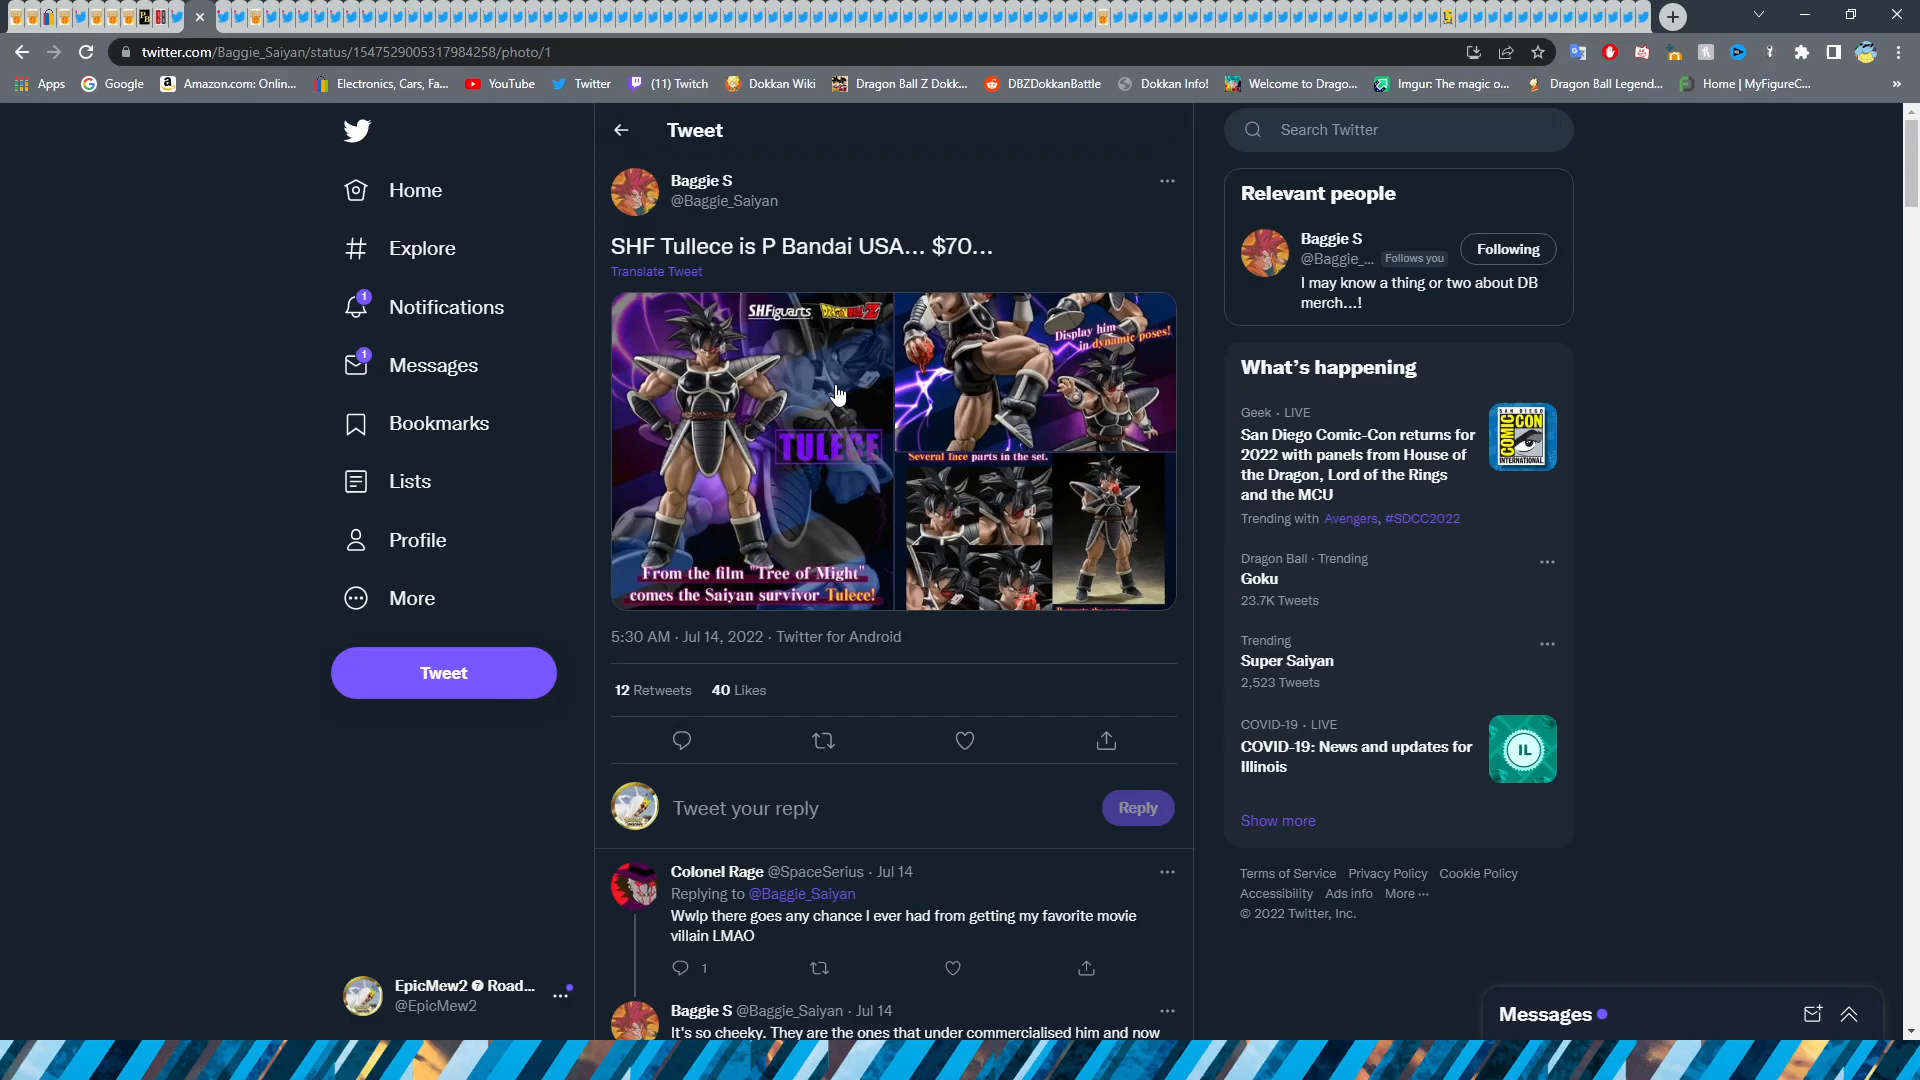 twitter.com/Baggie_Saiyan/status/1547529005317984258/photo/1
Apps
Google
Amazon.com: Onlin...
Electronics, Cars, Fa...
YouTube
Twitter
(11) Twitch
Dokkan Wiki
Dragon Ball Z Dokk...
DBZDokkanBattle
Dokkan Info!
Welcome to Drago...
Imgur: The magic o...
Dragon Ball Legend...
Home | MyFigureC...
Home
Explore
1
Notifications
1
Messages
Bookmarks
Lists
Profile
More
Tweet
EpicMew2 7 Road...
@EpicMew2
Tweet
Baggie S
@Baggie_Saiyan
SHF Tullece is P Bandai USA... $70...
Translate Tweet
SHFiguarts DRAGONBALL Z
TULECE
From the film "Tree of Might"
comes the Saiyan survivor Tulece!
Display him
in dynamic poses!
Several face parts in the set.
5:30 AM · Jul 14, 2022 · Twitter for Android
12 Retweets 40 Likes
Tweet your reply
Reply
Colonel Rage @SpaceSerius · Jul 14
Replying to @Baggie_Saiyan
Wwlp there goes any chance I ever had from getting my favorite movie
villain LMAO
1
Baggie S @Baggie_Saiyan · Jul 14
It's so cheeky. They are the ones that under commercialised him and now
Search Twitter
Relevant people
Baggie S
@Baggie_... Follows you
Following
I may know a thing or two about DB
merch...!
What's happening
Geek · LIVE
San Diego Comic-Con returns for
2022 with panels from House of
the Dragon, Lord of the Rings
and the MCU
Trending with Avengers, #SDCC2022
SAN DIEGO
COMIC CON
INTERNATIONAL
Dragon Ball · Trending
Goku
23.7K Tweets
Trending
Super Saiyan
2,523 Tweets
COVID-19 · LIVE
COVID-19: News and updates for
Illinois
IL
Show more
Terms of Service Privacy Policy Cookie Policy
Accessibility Ads info More ...
© 2022 Twitter, Inc.
Messages